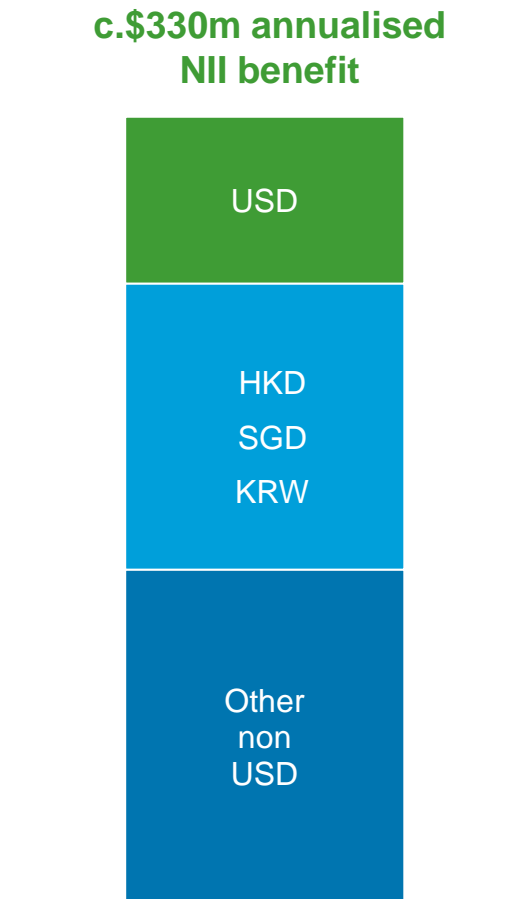 c.$330m annualised
NII benefit
USD
HKD
SGD
KRW
Other
non
USD